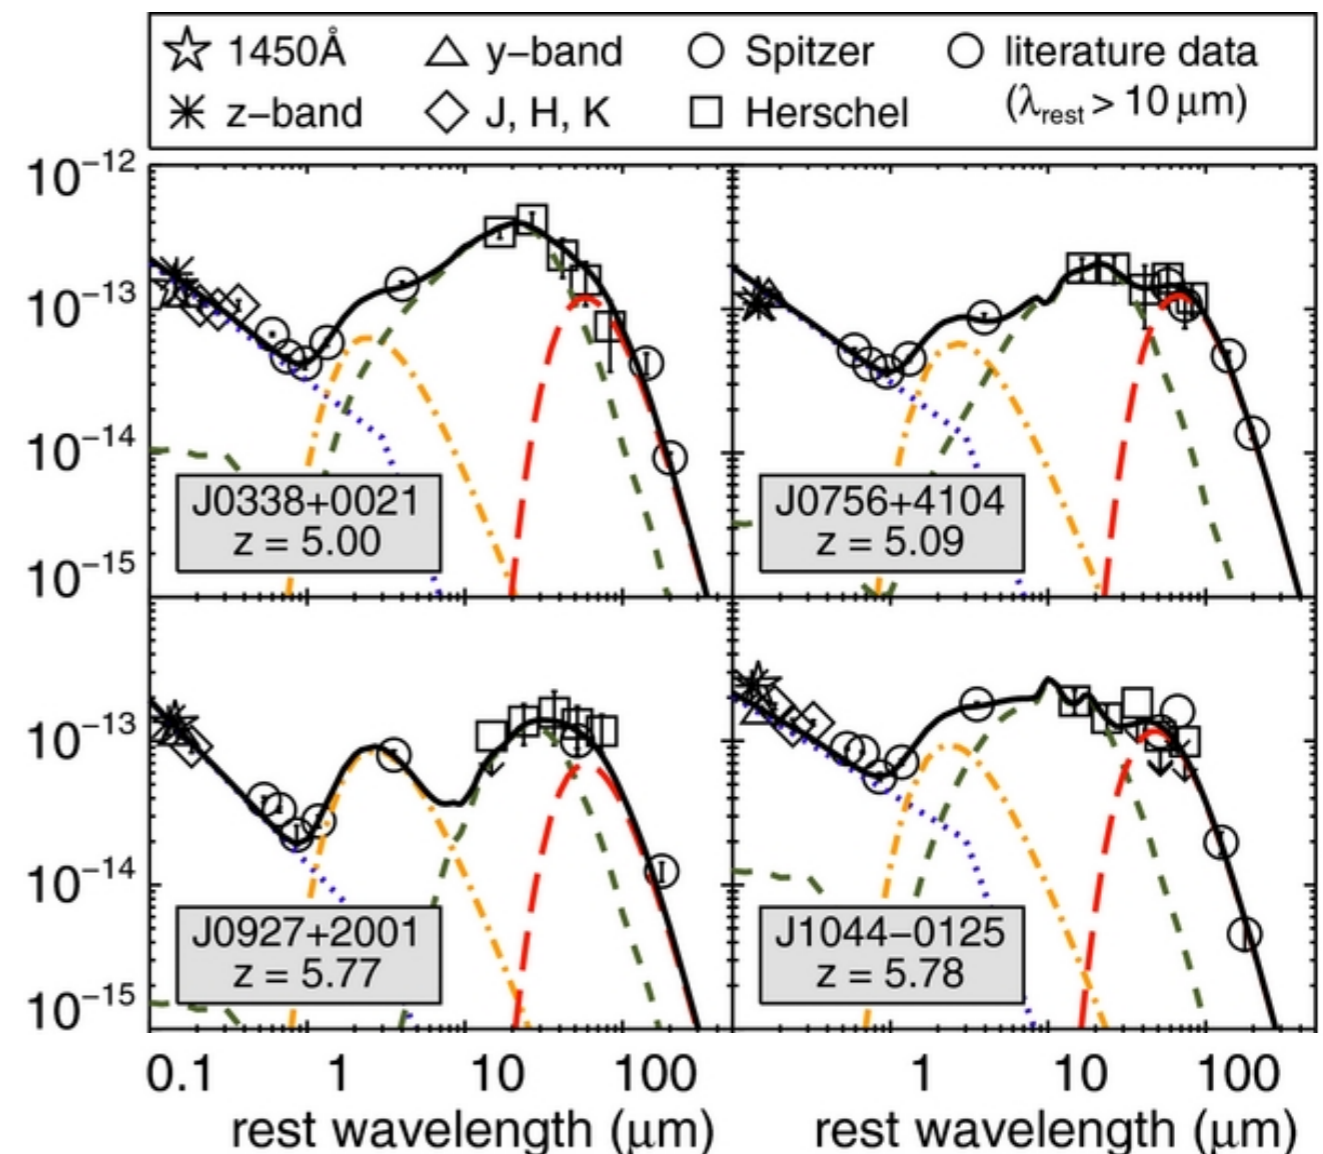 1450Å y−band Spitzer literature data
z−band J, H, K Herschel (λrest > 10 μm)
10−12
10−13
10−14
10−15
J0338+0021
z = 5.00
J0756+4104
z = 5.09
10−13
10−14
10−15
J0927+2001
z = 5.77
J1044−0125
z = 5.78
0.1 1 10 100 1 10 100
rest wavelength (μm) rest wavelength (μm)